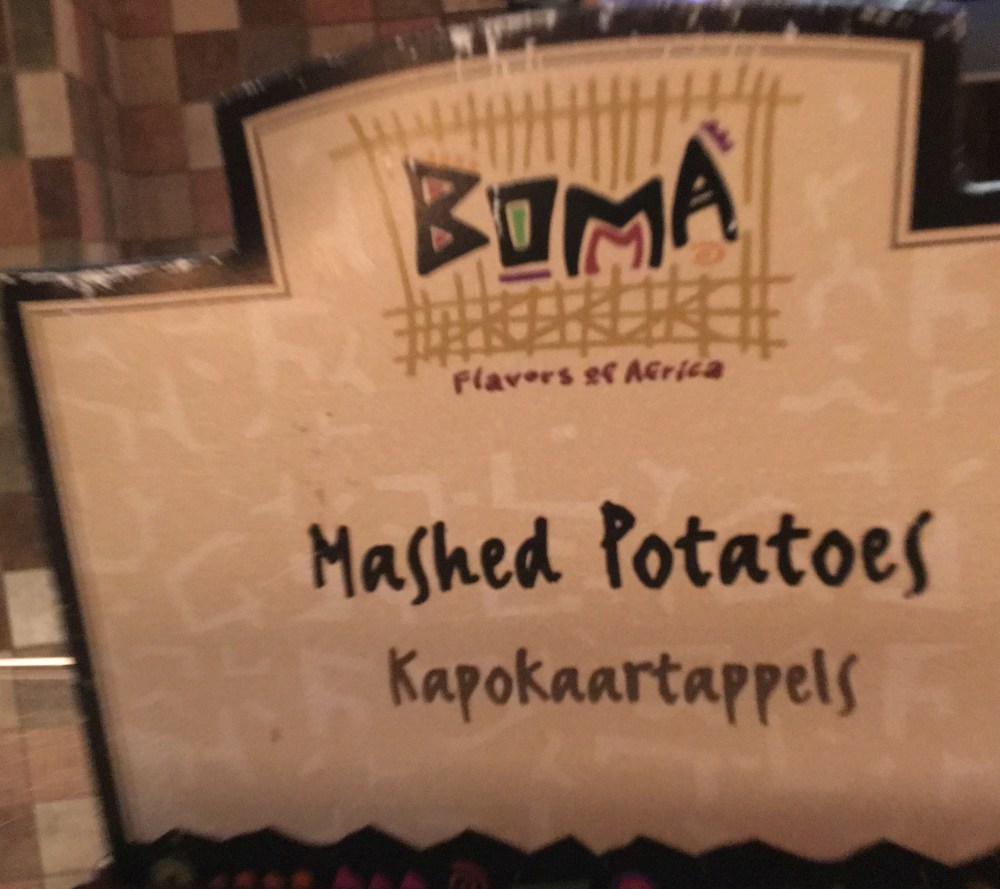 BOMA
Flavors of Africa
Mashed Potatoes
Kapokaartappels